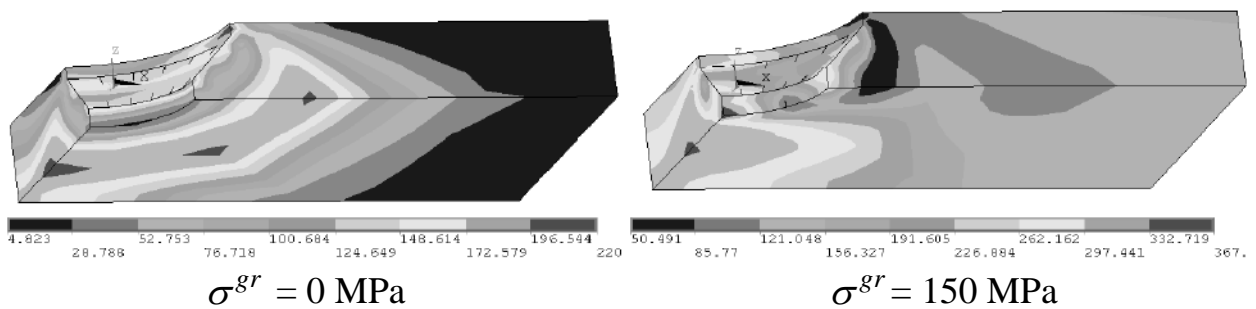 z
x
4.823 52.753 100.684 148.614 196.544
28.788 76.718 124.649 172.579 220
σ^gr = 0 MPa
z
x
50.491 121.048 191.605 262.162 332.719
85.77 156.327 226.884 297.441 367.
σ^gr = 150 MPa